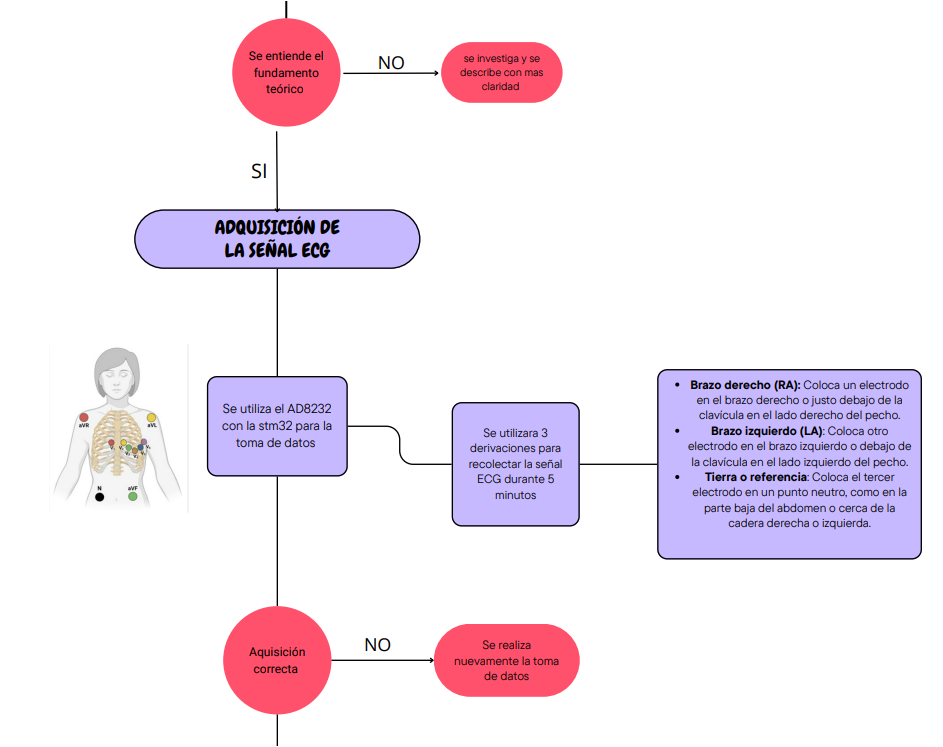 Se entiende el
fundamento
teórico
NO
se investiga y se
describe con mas
claridad
SI
ADQUISICIÓN DE
LA SEÑAL ECG
aVR
aVL
N
aVF
Se utiliza el AD8232
con la stm32 para la
toma de datos
Se utilizara 3
derivaciones para
recolectar la señal
ECG durante 5
minutos
• Brazo derecho (RA): Coloca un electrodo
en el brazo derecho o justo debajo de la
clavícula en el lado derecho del pecho.
• Brazo izquierdo (LA): Coloca otro
electrodo en el brazo izquierdo o debajo de
la clavícula en el lado izquierdo del pecho.
• Tierra o referencia: Coloca el tercer
electrodo en un punto neutro, como en la
parte baja del abdomen o cerca de la
cadera derecha o izquierda.
Aquisición
correcta
NO
Se realiza
nuevamente la toma
de datos